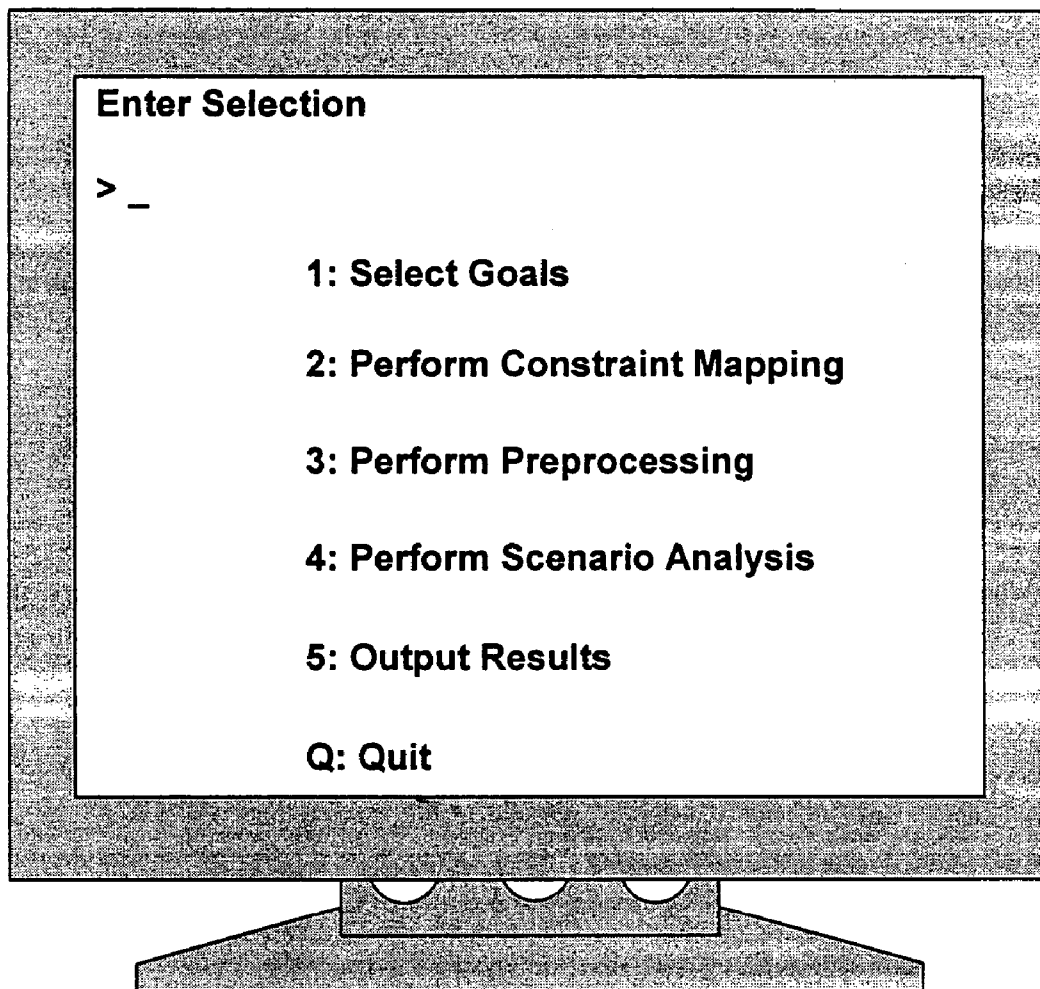 Enter Selection
> _
1: Select Goals
2: Perform Constraint Mapping
3: Perform Preprocessing
4: Perform Scenario Analysis
5: Output Results
Q: Quit